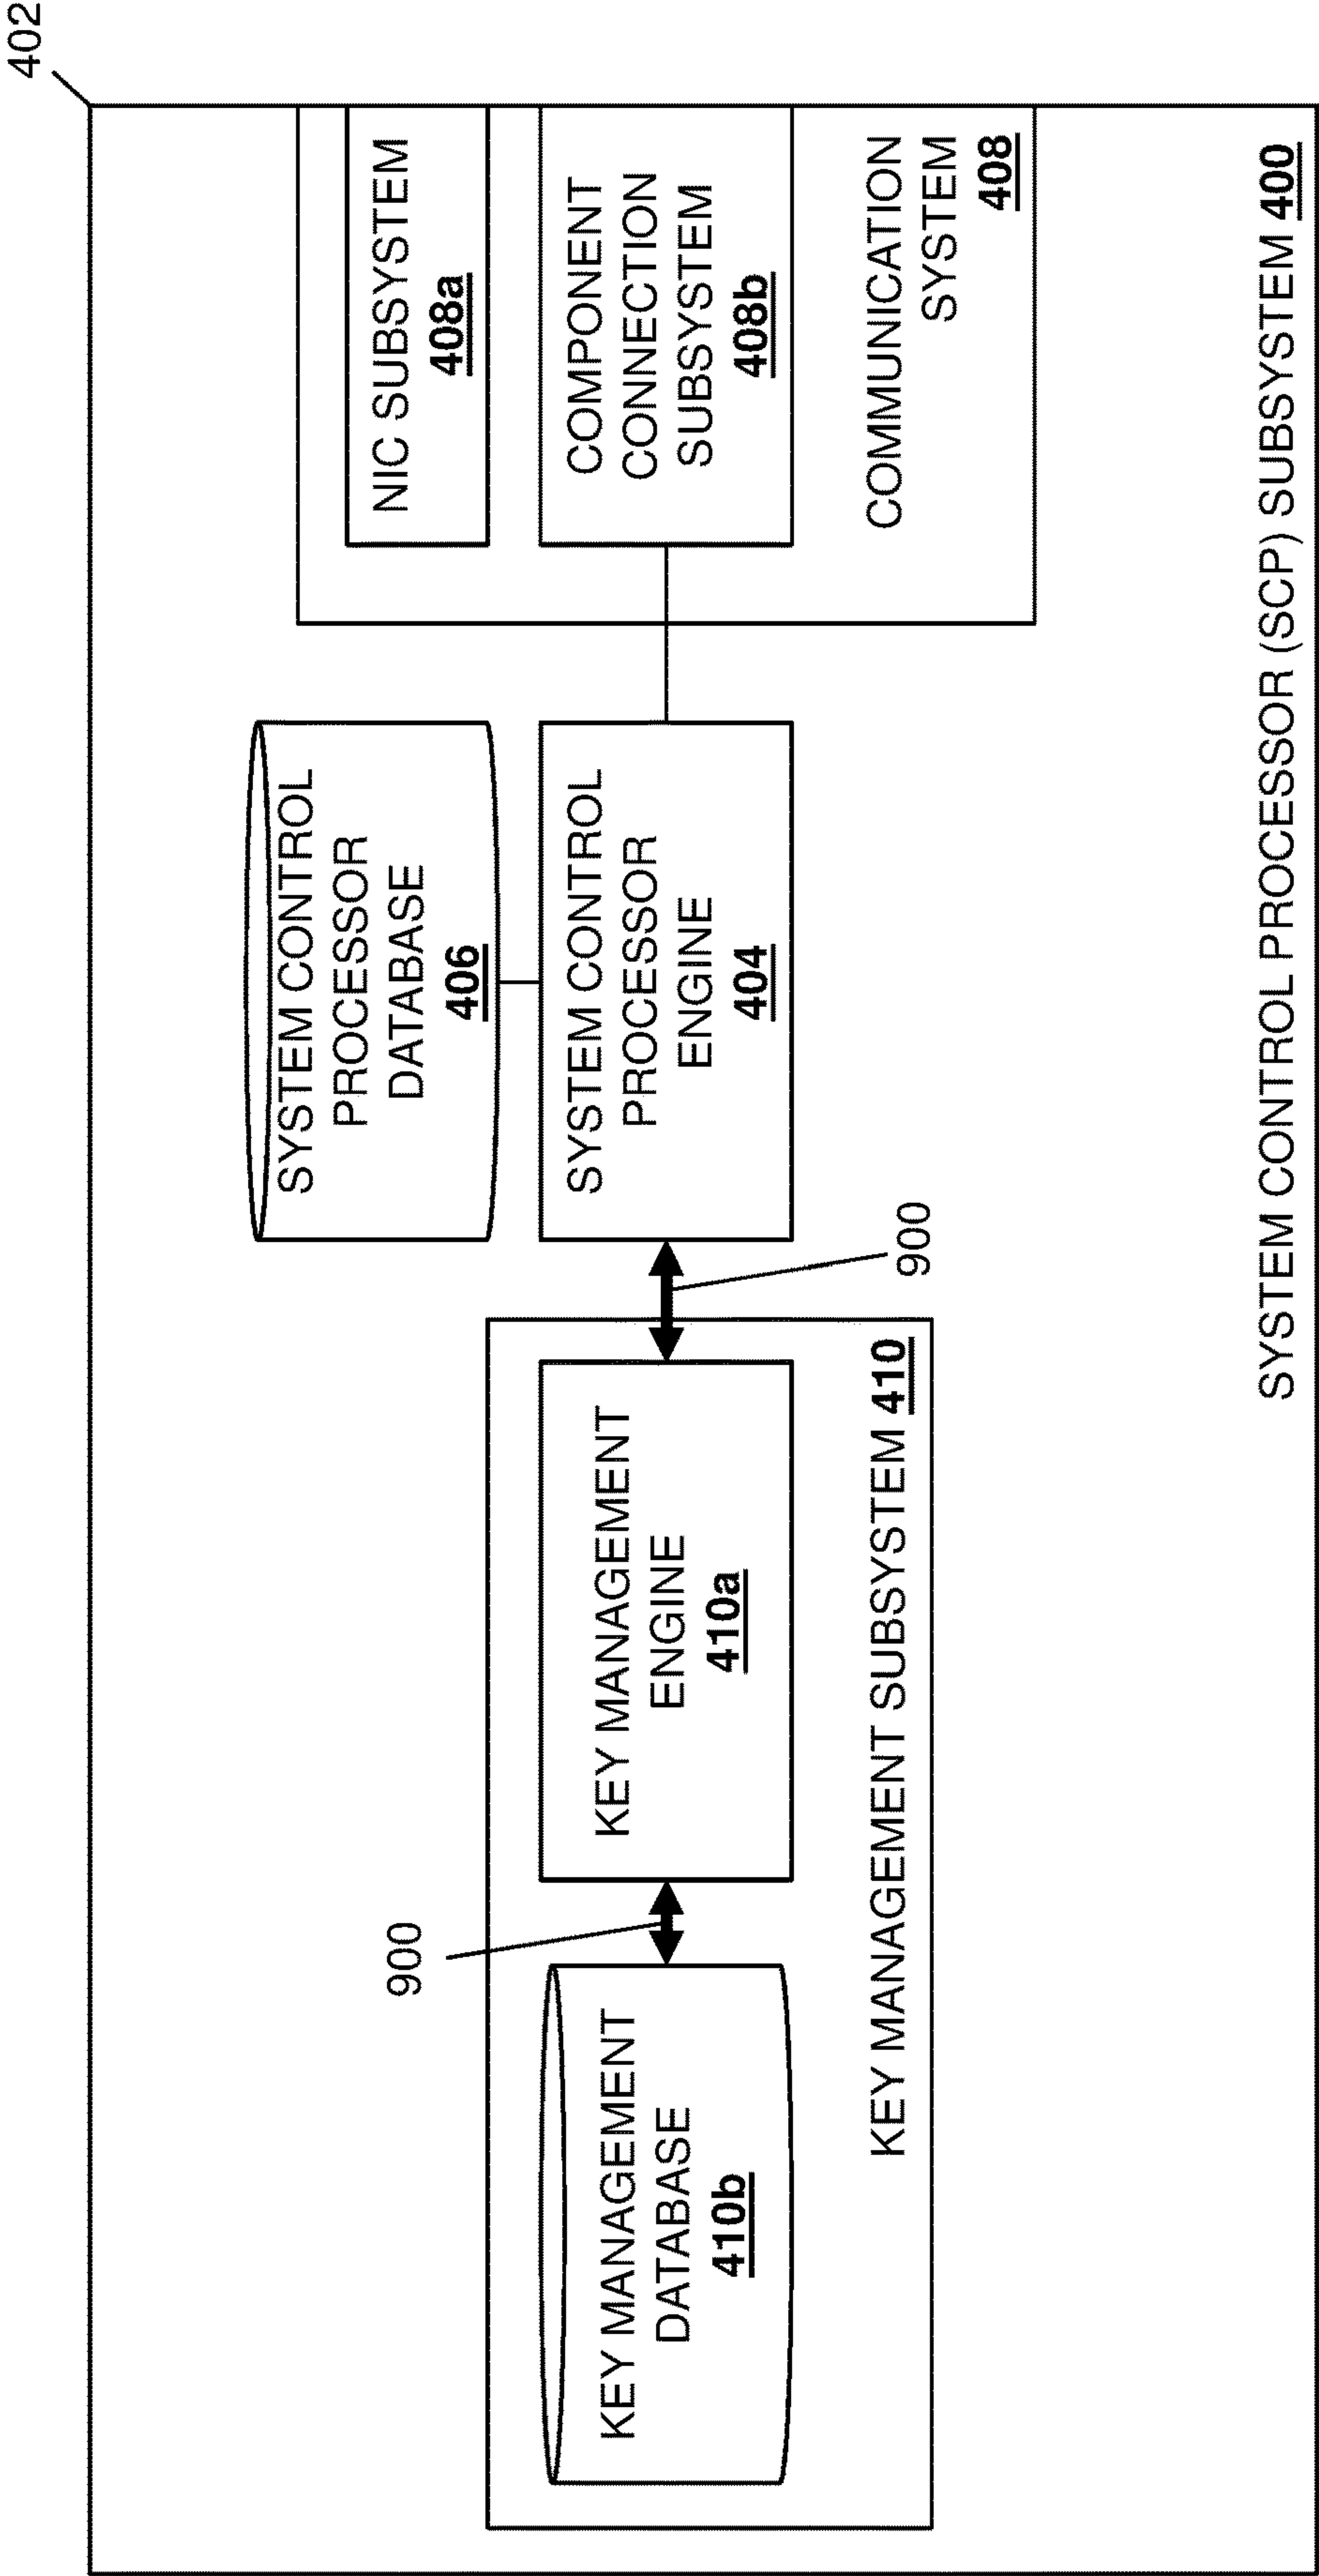 402
NIC SUBSYSTEM
408a
COMPONENT
CONNECTION
SUBSYSTEM
408b
COMMUNICATION
SYSTEM
408
SYSTEM CONTROL
PROCESSOR
DATABASE
406
SYSTEM CONTROL
PROCESSOR
ENGINE
404
900
KEY MANAGEMENT
ENGINE
410a
900
KEY MANAGEMENT
DATABASE
410b
KEY MANAGEMENT SUBSYSTEM 410
SYSTEM CONTROL PROCESSOR (SCP) SUBSYSTEM 400